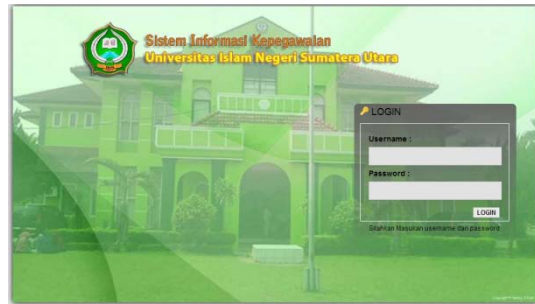 Sistem Informasi Kepegawaian
Universitas Islam Negeri Sumatera Utara
LOGIN
Username :
Password :
LOGIN
Silahkan Masukan username dan password